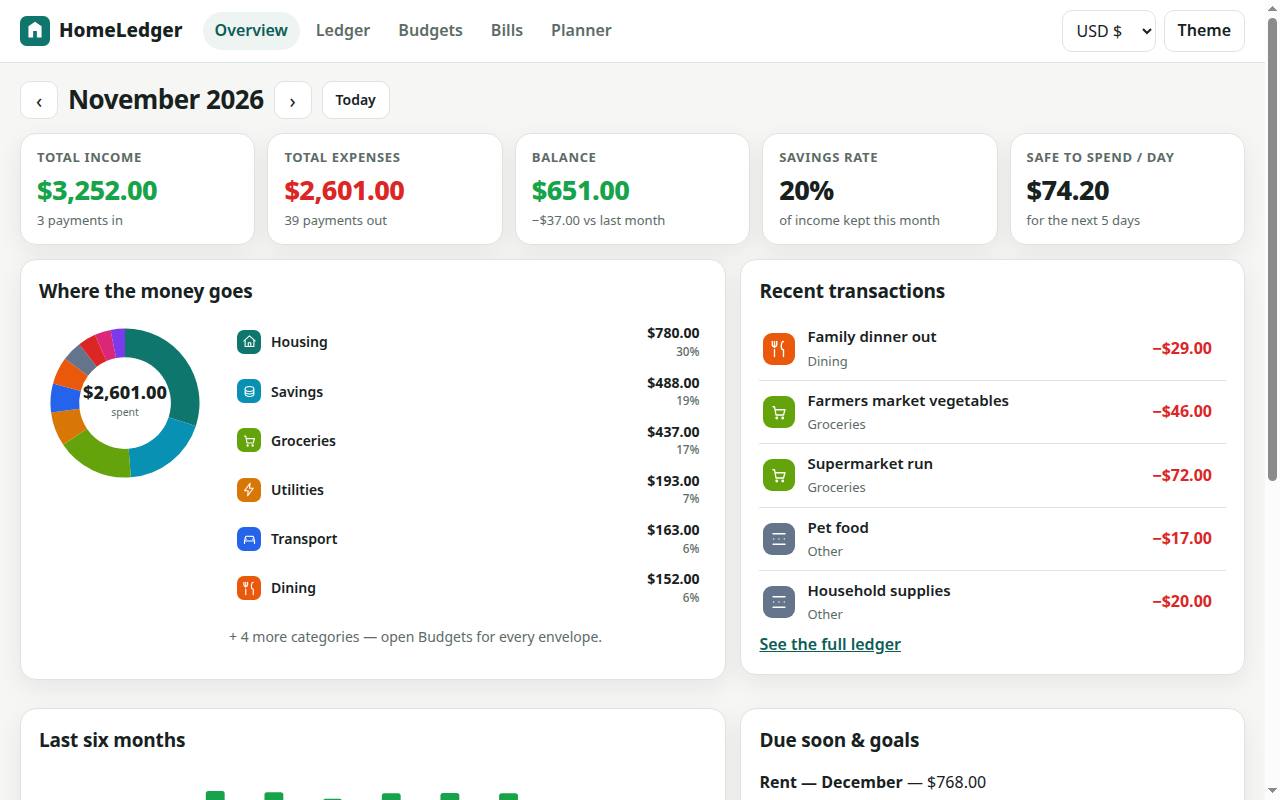 HomeLedger
Overview
Ledger
Budgets
Bills
Planner
USD $
Theme
‹
November 2026
›
Today
TOTAL INCOME
$3,252.00
3 payments in
TOTAL EXPENSES
$2,601.00
39 payments out
BALANCE
$651.00
−$37.00 vs last month
SAVINGS RATE
20%
of income kept this month
SAFE TO SPEND / DAY
$74.20
for the next 5 days
Where the money goes
$2,601.00
spent
Housing
$780.00
30%
Savings
$488.00
19%
Groceries
$437.00
17%
Utilities
$193.00
7%
Transport
$163.00
6%
Dining
$152.00
6%
+ 4 more categories — open Budgets for every envelope.
Recent transactions
Family dinner out
Dining
−$29.00
Farmers market vegetables
Groceries
−$46.00
Supermarket run
Groceries
−$72.00
Pet food
Other
−$17.00
Household supplies
Other
−$20.00
See the full ledger
Last six months
Due soon & goals
Rent — December — $768.00